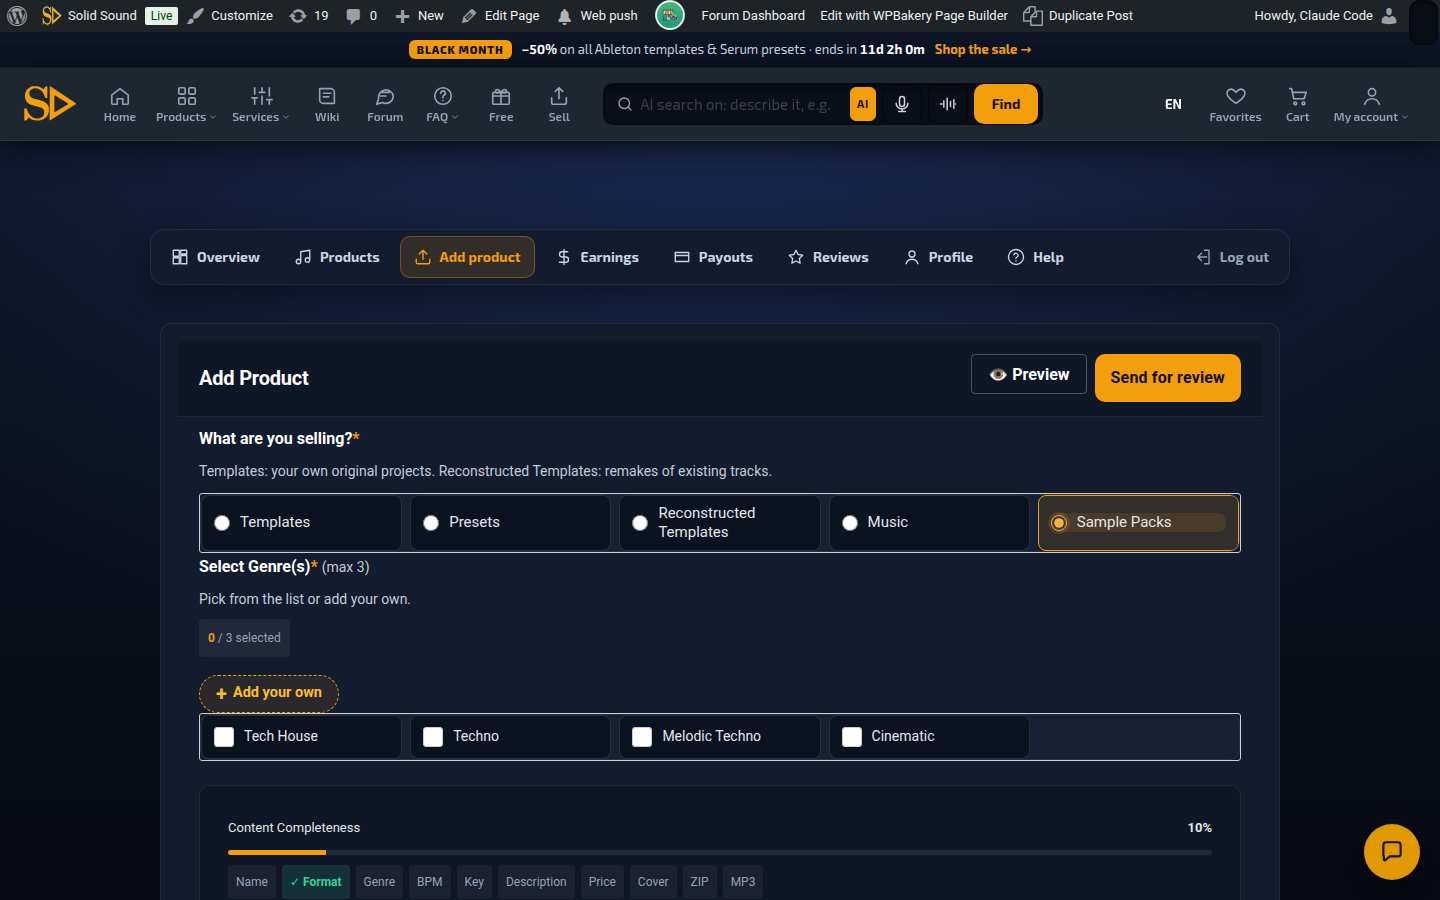 Solid Sound Live Customize 19 0 New Edit Page Web push Forum Dashboard Edit with WPBakery Page Builder Duplicate Post Howdy, Claude Code
BLACK MONTH −50% on all Ableton templates & Serum presets · ends in 11d 2h 0m Shop the sale →
Home Products Services Wiki Forum FAQ Free Sell AI search on: describe it, e.g. AI Find EN Favorites Cart My account
Overview Products Add product Earnings Payouts Reviews Profile Help Log out
Add Product Preview Send for review
What are you selling?*
Templates: your own original projects. Reconstructed Templates: remakes of existing tracks.
Templates Presets Reconstructed Templates Music Sample Packs
Select Genre(s)* (max 3)
Pick from the list or add your own.
0 / 3 selected
+ Add your own
Tech House Techno Melodic Techno Cinematic
Content Completeness 10%
Name ✓ Format Genre BPM Key Description Price Cover ZIP MP3